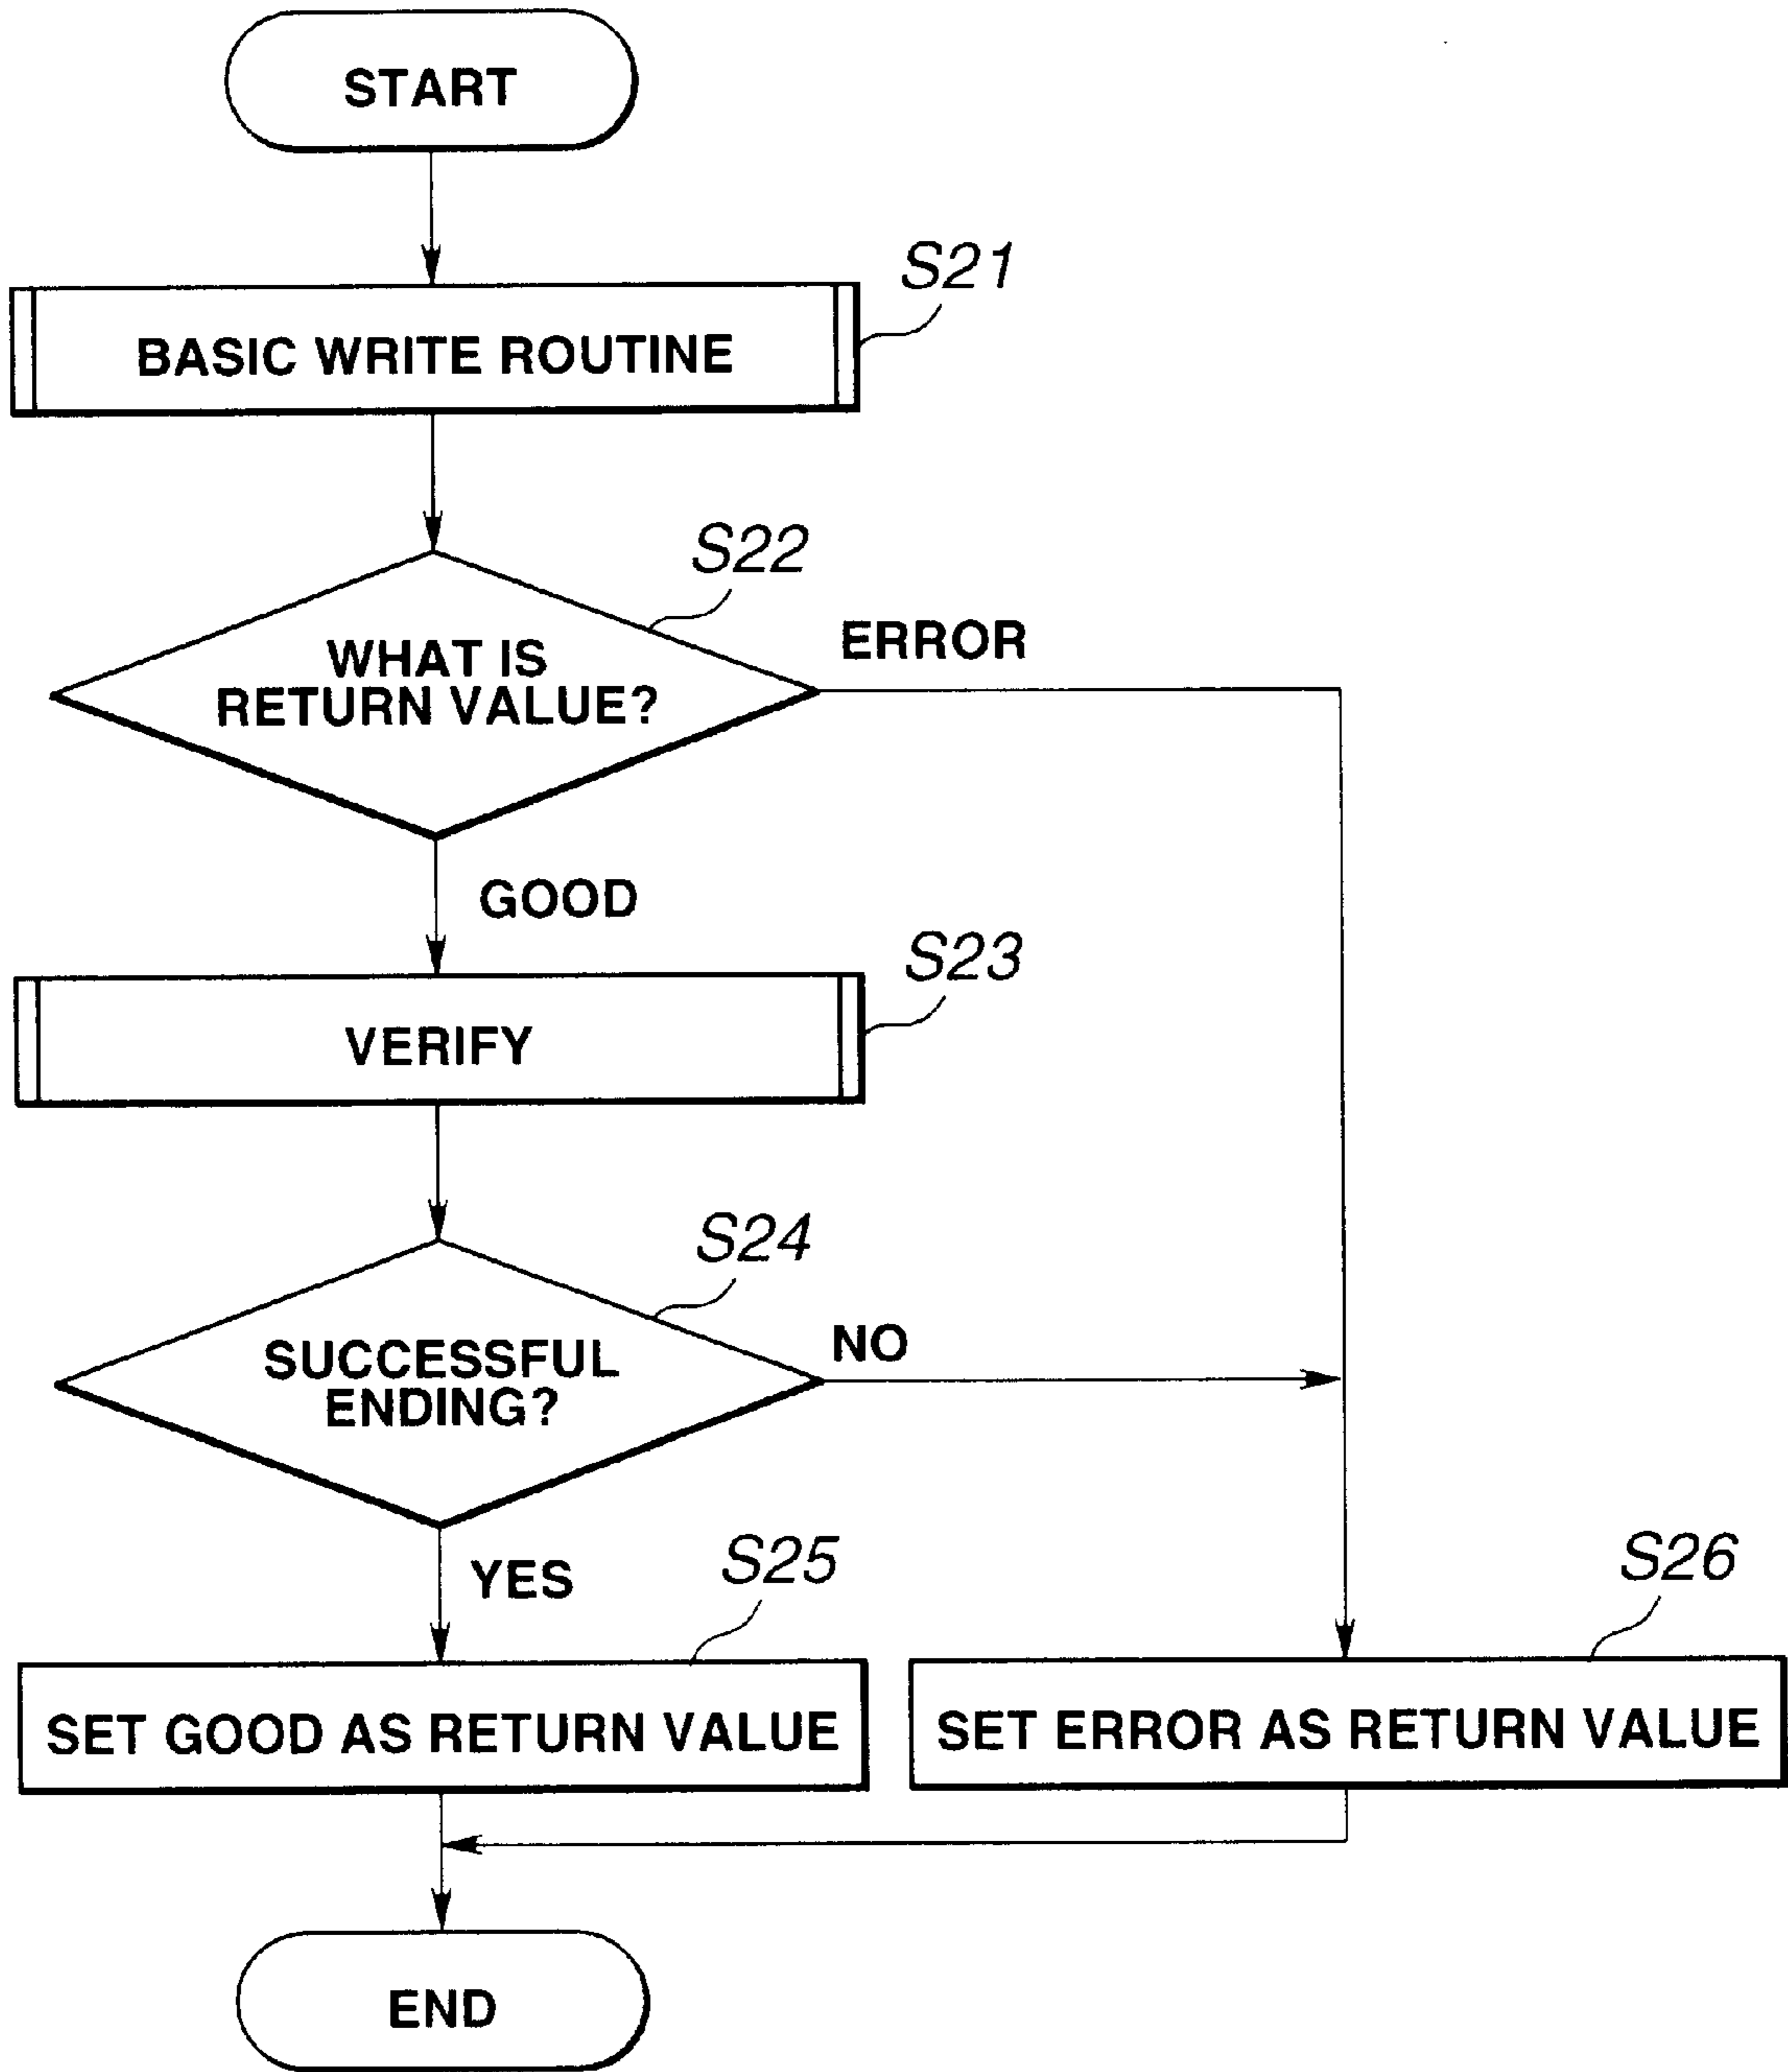 START
S21
BASIC WRITE ROUTINE
S22
WHAT IS
RETURN VALUE?
ERROR
GOOD
S23
VERIFY
S24
SUCCESSFUL
ENDING?
NO
YES
S25
S26
SET GOOD AS RETURN VALUE
SET ERROR AS RETURN VALUE
END